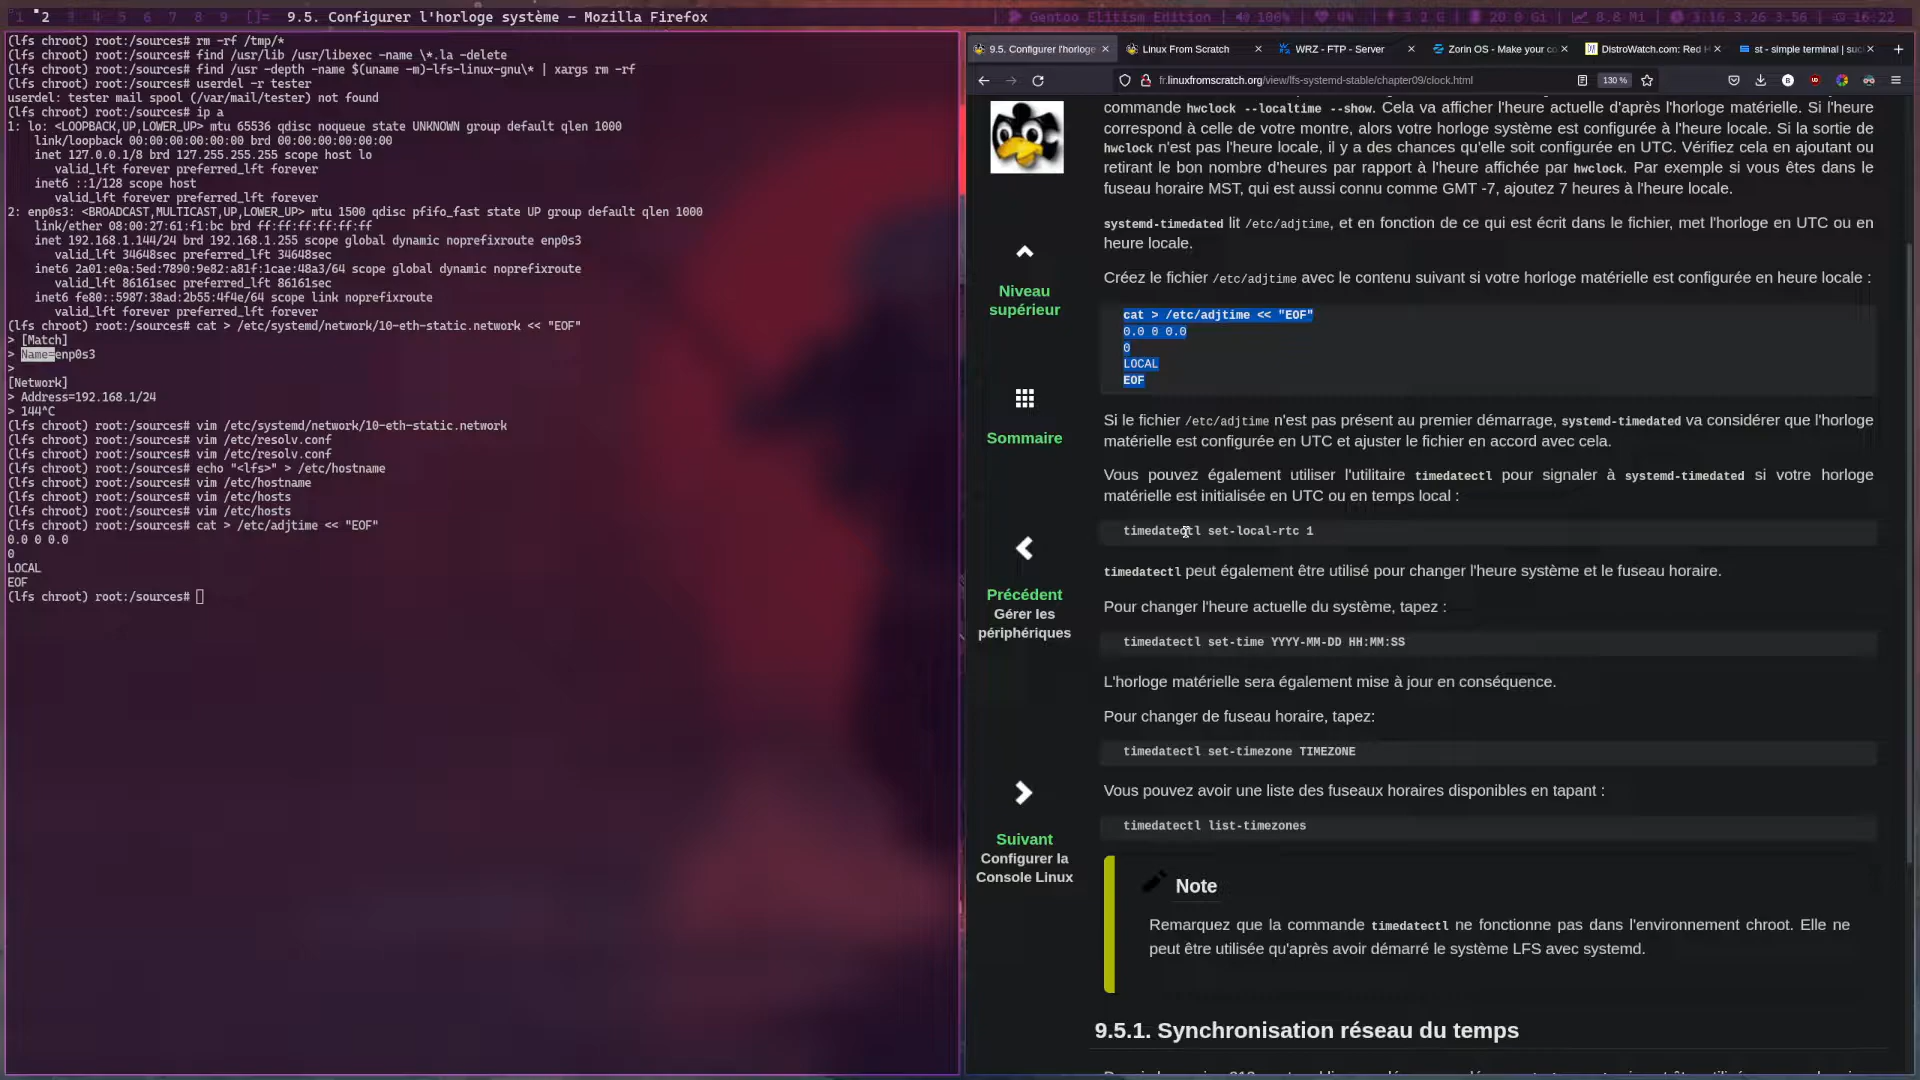 1 2 3 4 5 6 7 8 9 []= 9.5. Configurer l'horloge système – Mozilla Firefox
Gentoo Elitism Edition 100% 20.0 Gi 8.8 Mi 3.16 3.26 3.56 16.22
(lfs chroot) root:/sources# rm -rf /tmp/*
(lfs chroot) root:/sources# find /usr/lib /usr/libexec -name \*.la -delete
(lfs chroot) root:/sources# find /usr -depth -name $(uname -m)-lfs-linux-gnu\* | xargs rm -rf
(lfs chroot) root:/sources# userdel -r tester
userdel: tester mail spool (/var/mail/tester) not found
(lfs chroot) root:/sources# ip a
1: lo: <LOOPBACK,UP,LOWER_UP> mtu 65536 qdisc noqueue state UNKNOWN group default qlen 1000
link/loopback 00:00:00:00:00:00 brd 00:00:00:00:00:00
inet 127.0.0.1/8 brd 127.255.255.255 scope host lo
valid_lft forever preferred_lft forever
inet6 ::1/128 scope host
valid_lft forever preferred_lft forever
2: enp0s3: <BROADCAST,MULTICAST,UP,LOWER_UP> mtu 1500 qdisc pfifo_fast state UP group default qlen 1000
link/ether 08:00:27:61:f1:bc brd ff:ff:ff:ff:ff:ff
inet 192.168.1.144/24 brd 192.168.1.255 scope global dynamic noprefixroute enp0s3
valid_lft 34648sec preferred_lft 34648sec
inet6 2a01:e0a:5ed:7890:9e82:a81f:1cae:48a3/64 scope global dynamic noprefixroute
valid_lft 86161sec preferred_lft 86161sec
inet6 fe80::5987:38ad:2b55:4f4e/64 scope link noprefixroute
valid_lft forever preferred_lft forever
(lfs chroot) root:/sources# cat > /etc/systemd/network/10-eth-static.network << "EOF"
> [Match]
> Name=enp0s3
>
[Network]
> Address=192.168.1/24
> 144^C
(lfs chroot) root:/sources# vim /etc/systemd/network/10-eth-static.network
(lfs chroot) root:/sources# vim /etc/resolv.conf
(lfs chroot) root:/sources# vim /etc/resolv.conf
(lfs chroot) root:/sources# echo "<lfs>" > /etc/hostname
(lfs chroot) root:/sources# vim /etc/hostname
(lfs chroot) root:/sources# vim /etc/hosts
(lfs chroot) root:/sources# vim /etc/hosts
(lfs chroot) root:/sources# cat > /etc/adjtime << "EOF"
0.0 0 0.0
0
LOCAL
EOF
(lfs chroot) root:/sources#
9.5. Configurer l'horloge
Linux From Scratch
WRZ - FTP - Server
Zorin OS - Make your co
DistroWatch.com: Red H
st - simple terminal | suc
fr.linuxfromscratch.org/view/lfs-systemd-stable/chapter09/clock.html
130 %
commande hwclock --localtime --show. Cela va afficher l'heure actuelle d'après l'horloge matérielle. Si l'heure
correspond à celle de votre montre, alors votre horloge système est configurée à l'heure locale. Si la sortie de
hwclock n'est pas l'heure locale, il y a des chances qu'elle soit configurée en UTC. Vérifiez cela en ajoutant ou
retirant le bon nombre d'heures par rapport à l'heure affichée par hwclock. Par exemple si vous êtes dans le
fuseau horaire MST, qui est aussi connu comme GMT -7, ajoutez 7 heures à l'heure locale.
systemd-timedated lit /etc/adjtime, et en fonction de ce qui est écrit dans le fichier, met l'horloge en UTC ou en
heure locale.
Créez le fichier /etc/adjtime avec le contenu suivant si votre horloge matérielle est configurée en heure locale :
cat > /etc/adjtime << "EOF"
0.0 0 0.0
0
LOCAL
EOF
Si le fichier /etc/adjtime n'est pas présent au premier démarrage, systemd-timedated va considérer que l'horloge
matérielle est configurée en UTC et ajuster le fichier en accord avec cela.
Vous pouvez également utiliser l'utilitaire timedatectl pour signaler à systemd-timedated si votre horloge
matérielle est initialisée en UTC ou en temps local :
timedatectl set-local-rtc 1
timedatectl peut également être utilisé pour changer l'heure système et le fuseau horaire.
Pour changer l'heure actuelle du système, tapez :
timedatectl set-time YYYY-MM-DD HH:MM:SS
L'horloge matérielle sera également mise à jour en conséquence.
Pour changer de fuseau horaire, tapez:
timedatectl set-timezone TIMEZONE
Vous pouvez avoir une liste des fuseaux horaires disponibles en tapant :
timedatectl list-timezones
Note
Remarquez que la commande timedatectl ne fonctionne pas dans l'environnement chroot. Elle ne
peut être utilisée qu'après avoir démarré le système LFS avec systemd.
9.5.1. Synchronisation réseau du temps
Niveau
supérieur
Sommaire
Précédent
Gérer les
périphériques
Suivant
Configurer la
Console Linux